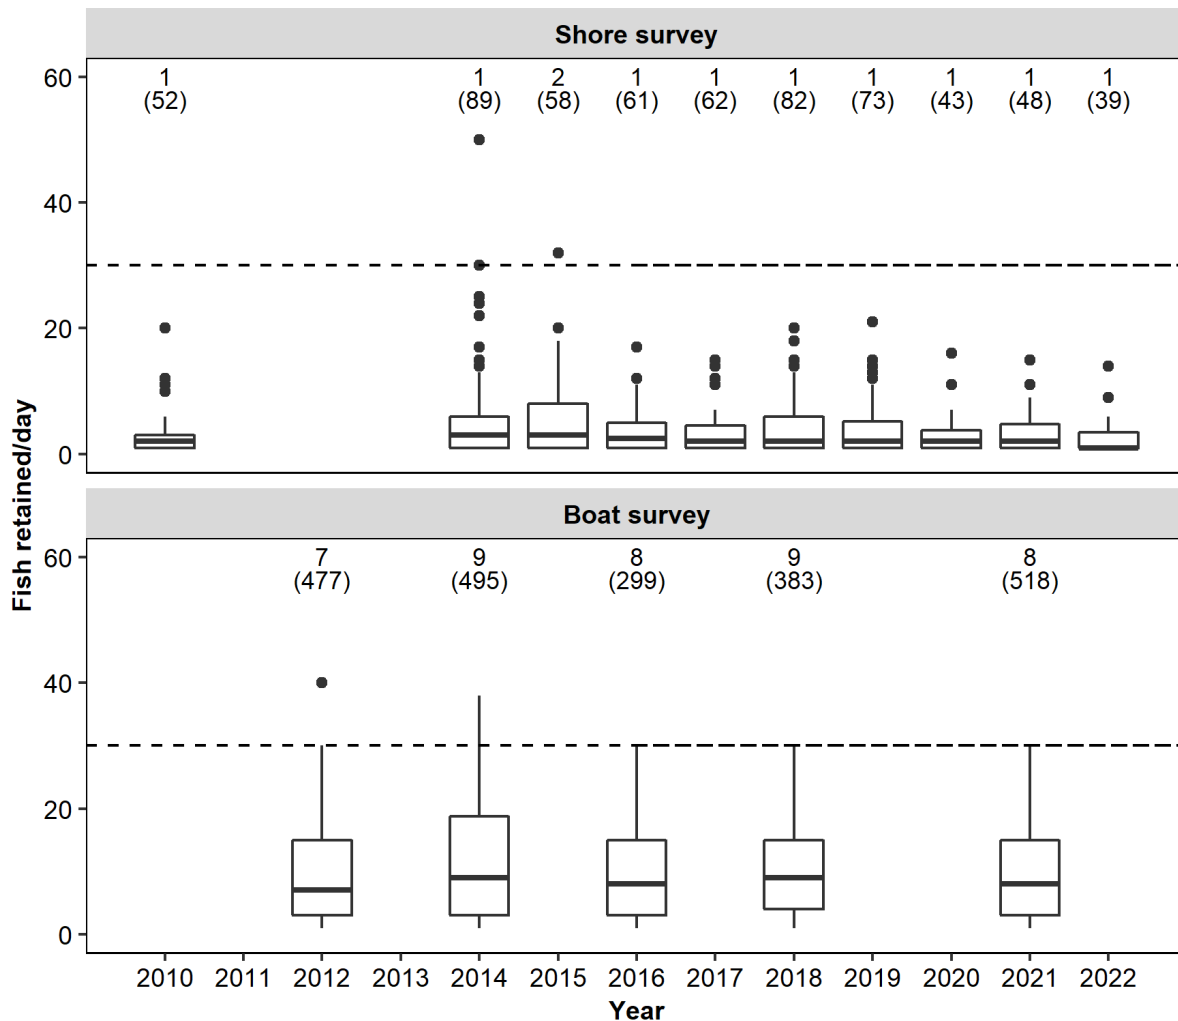 Shore survey
60
40
20
0
1 1 2 1 1 1 1 1 1 1
(52) (89) (58) (61) (62) (82) (73) (43) (48) (39)
Fish retained/day
Boat survey
60
40
20
0
7 9 8 9 8
(477) (495) (299) (383) (518)
2010 2011 2012 2013 2014 2015 2016 2017 2018 2019 2020 2021 2022
Year